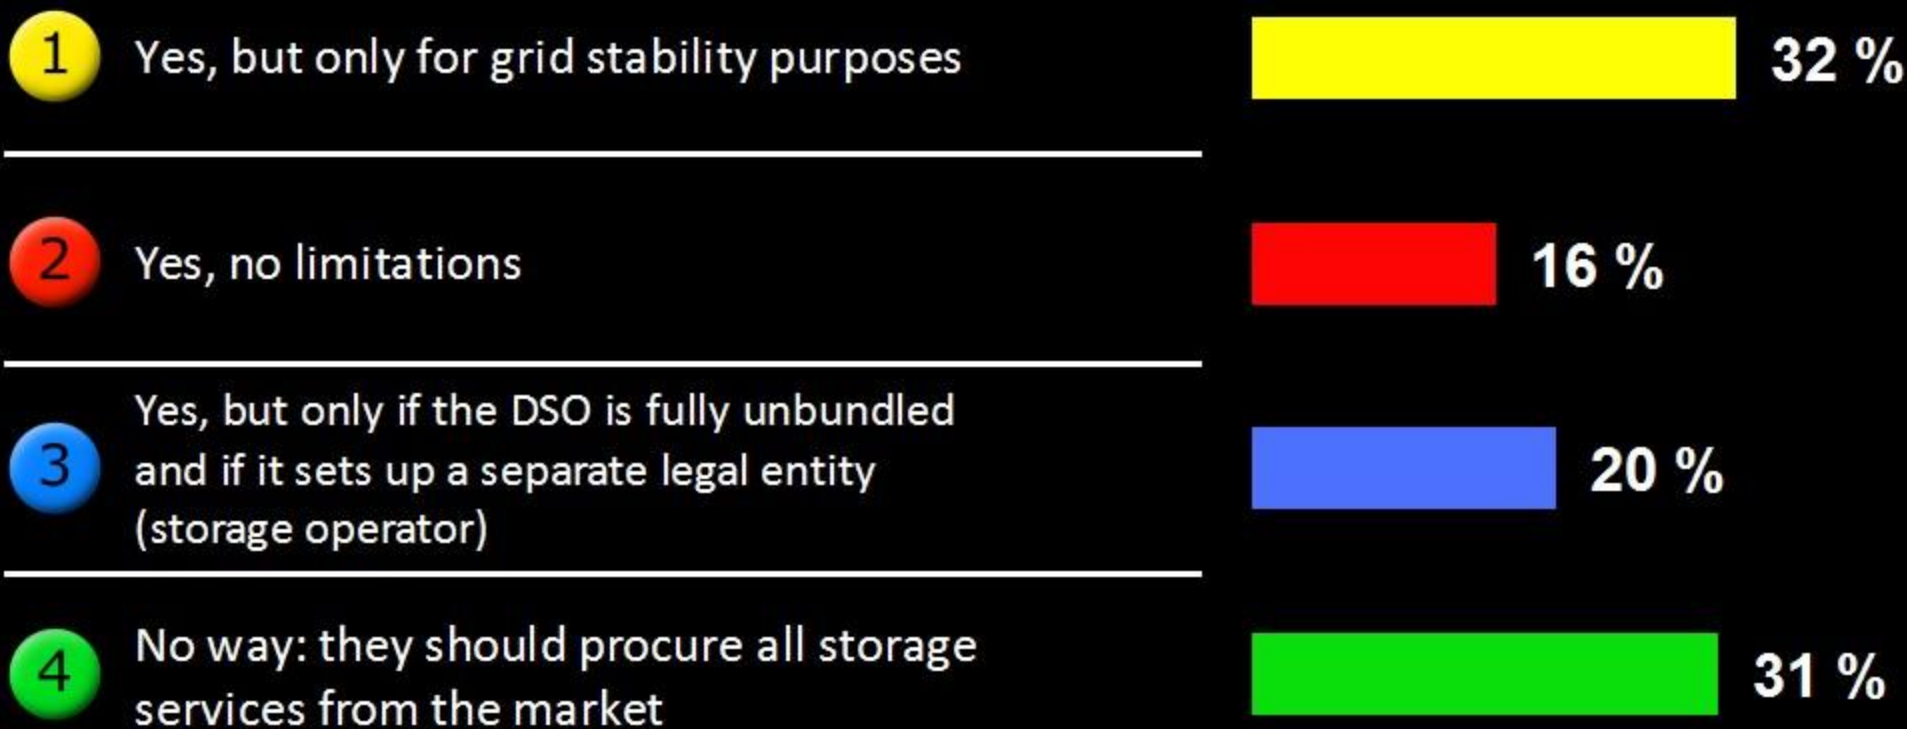 1 Yes, but only for grid stability purposes 32 %
2 Yes, no limitations 16 %
Yes, but only if the DSO is fully unbundled
3 and if it sets up a separate legal entity 20 %
(storage operator)
4 No way: they should procure all storage 31 %
services from the market